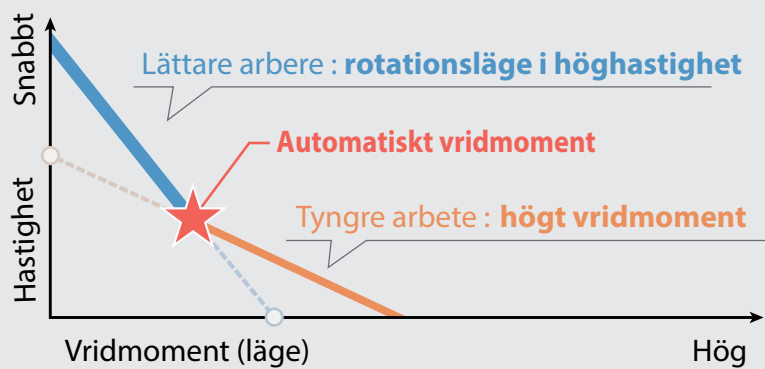 Snabbt
Lättare arbere : rotationsläge i höghastighet
Automatiskt vridmoment
Hastighet
Tyngre arbete : högt vridmoment
Vridmoment (läge)
Hög